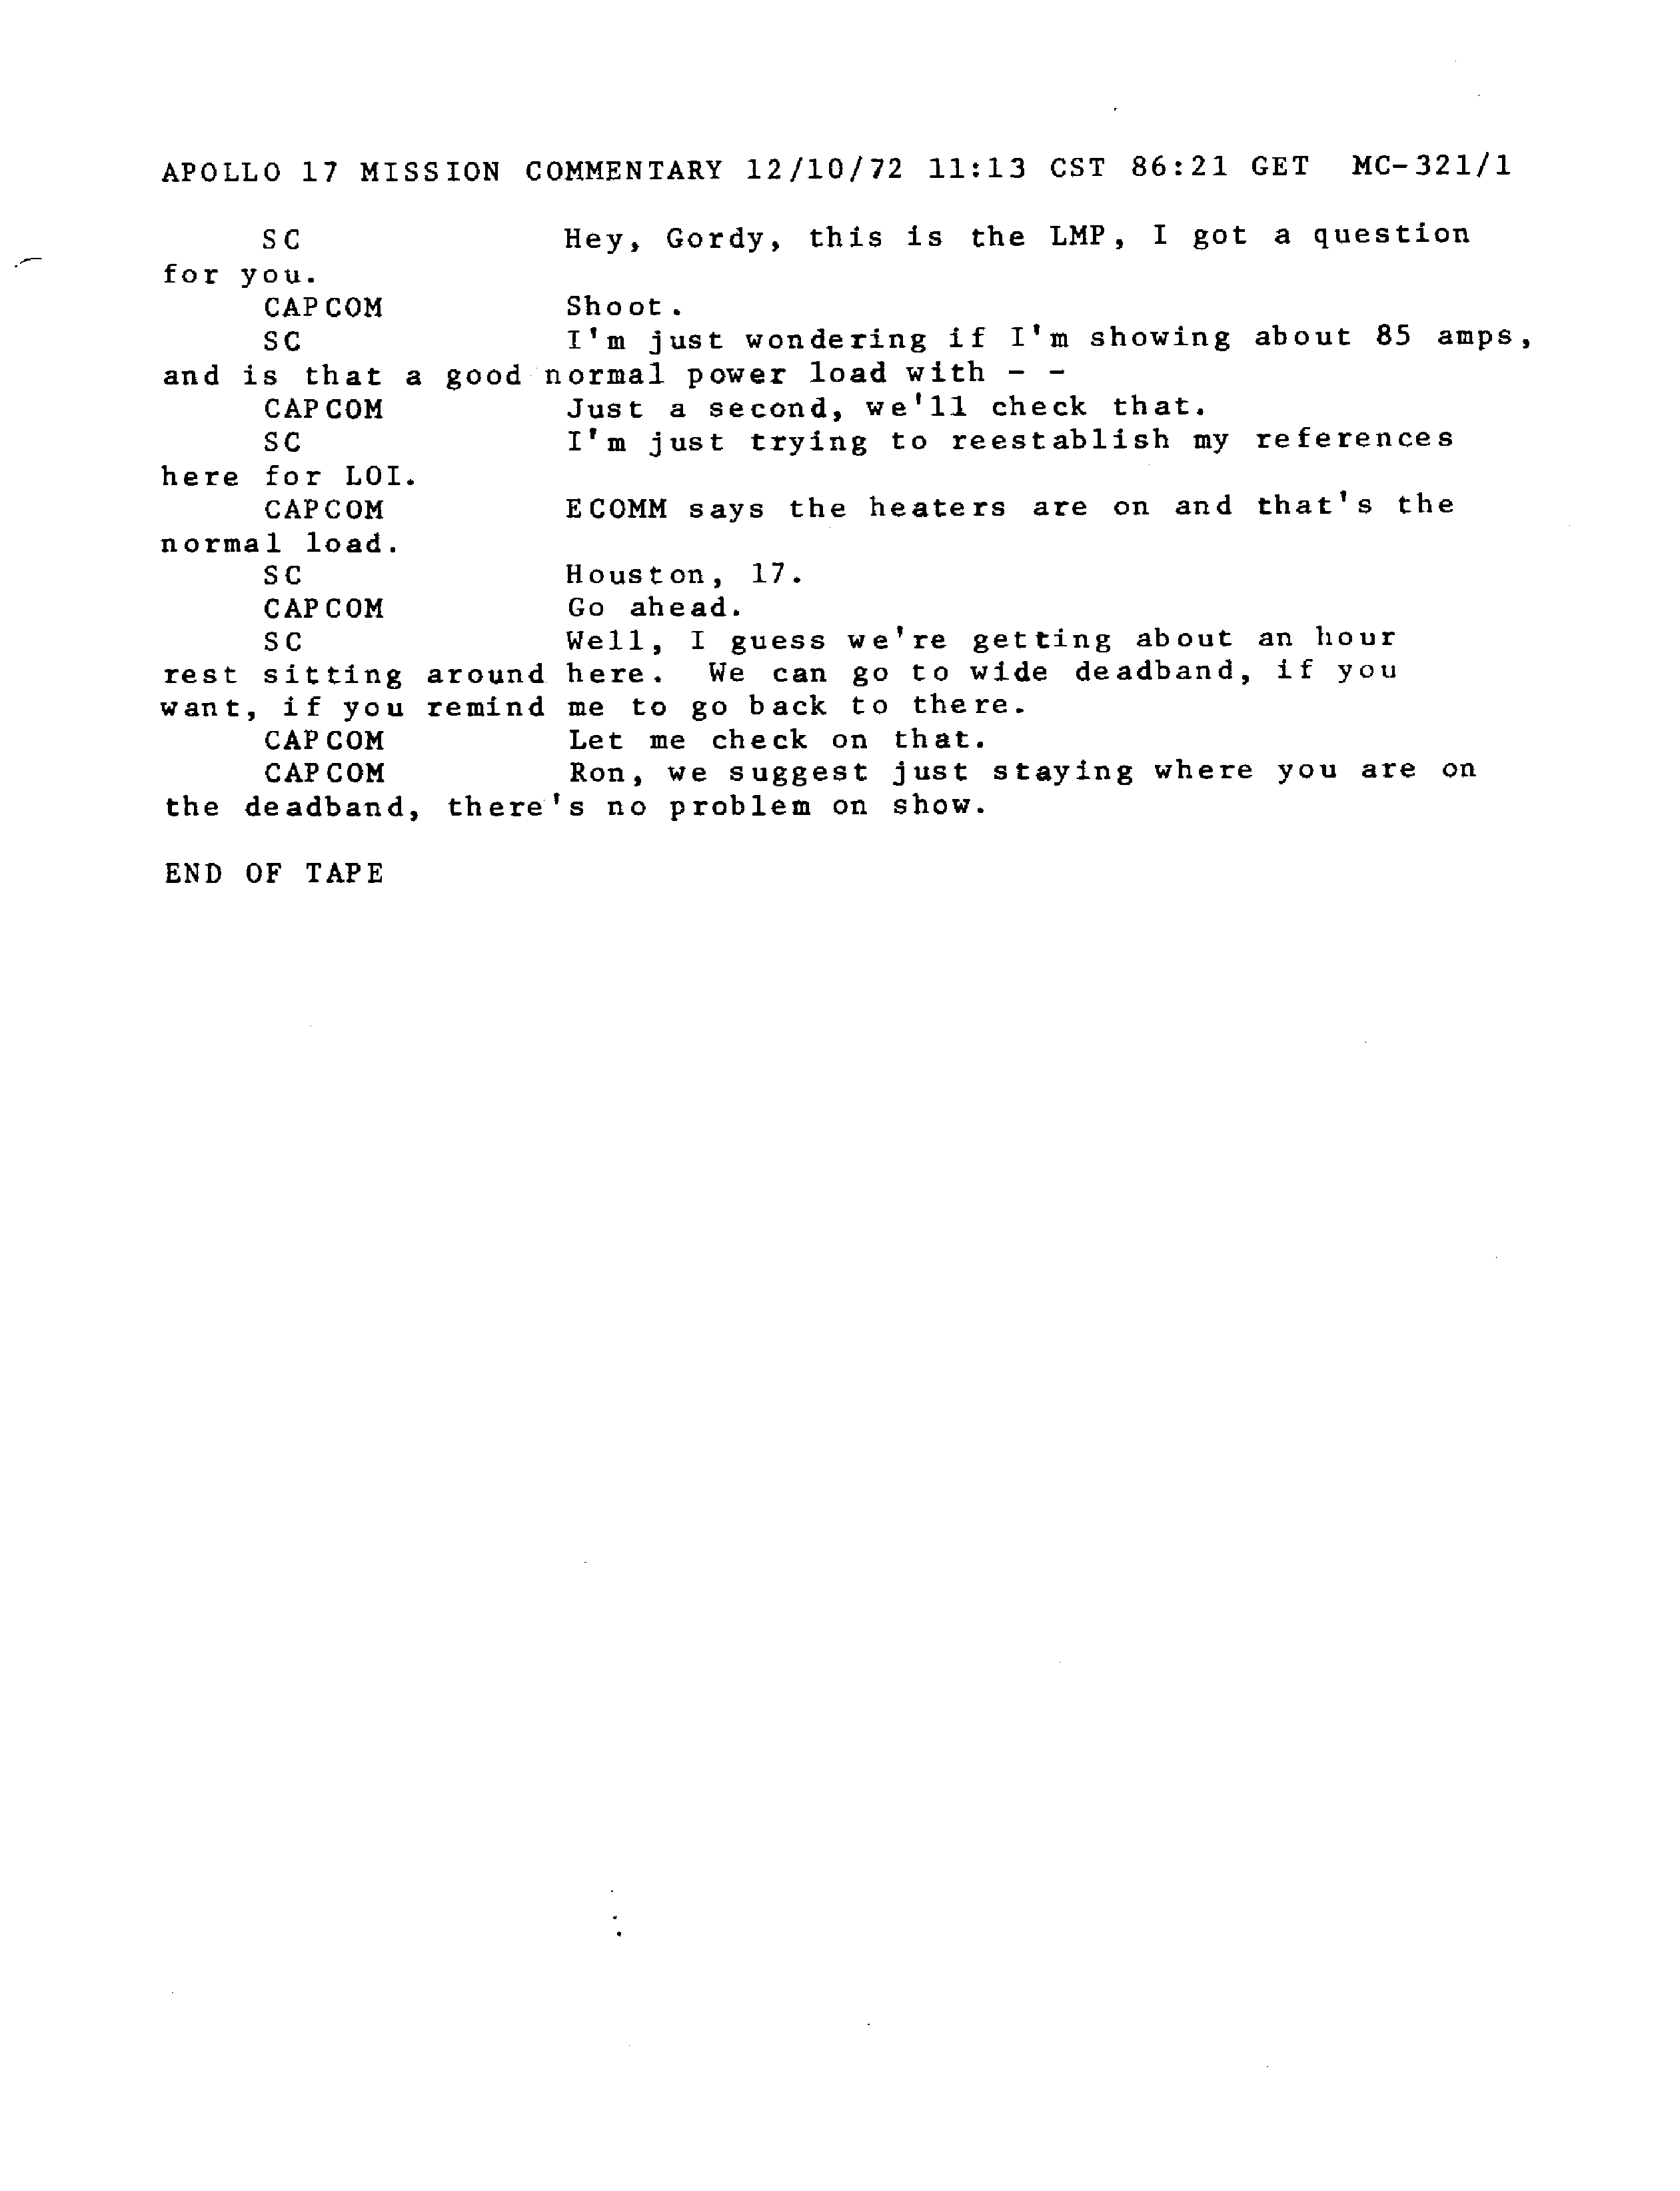 APOLLO 17 MISSION COMMENTARY 12/10/72 11:13 CST 86:21 GET MC-321/1
SC Hey, Gordy, this is the LMP, I got a question
for you.
CAPCOM Shoot.
SC I'm just wondering if I'm showing about 85 amps,
and is that a good normal power load with - -
CAPCOM Just a second, we'll check that.
SC I'm just trying to reestablish my references
here for LOI.
CAPCOM ECOMM says the heaters are on and that's the
normal load.
SC Houston, 17.
CAPCOM Go ahead.
SC Well, I guess we're getting about an hour
rest sitting around here. We can go to wide deadband, if you
want, if you remind me to go back to there.
CAPCOM Let me check on that.
CAPCOM Ron, we suggest just staying where you are on
the deadband, there's no problem on show.
END OF TAPE